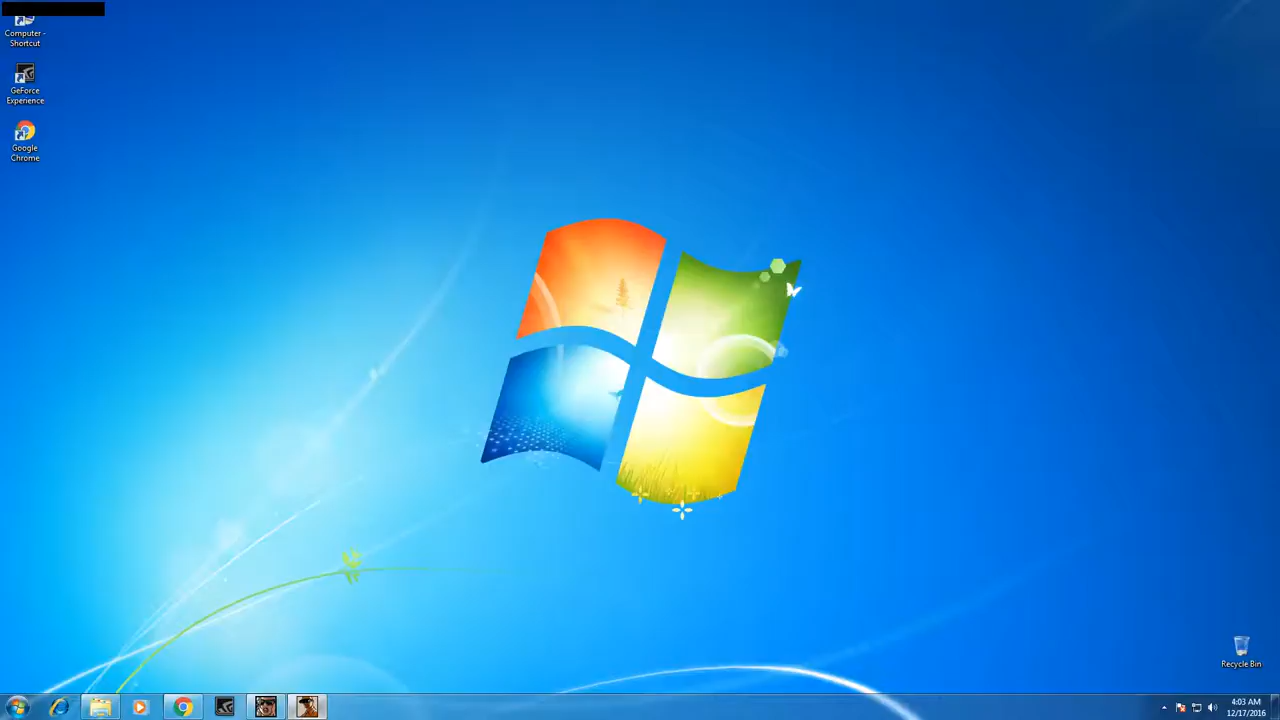 Computer -
Shortcut
GeForce
Experience
Google
Chrome
Recycle Bin
4:03 AM
12/17/2016